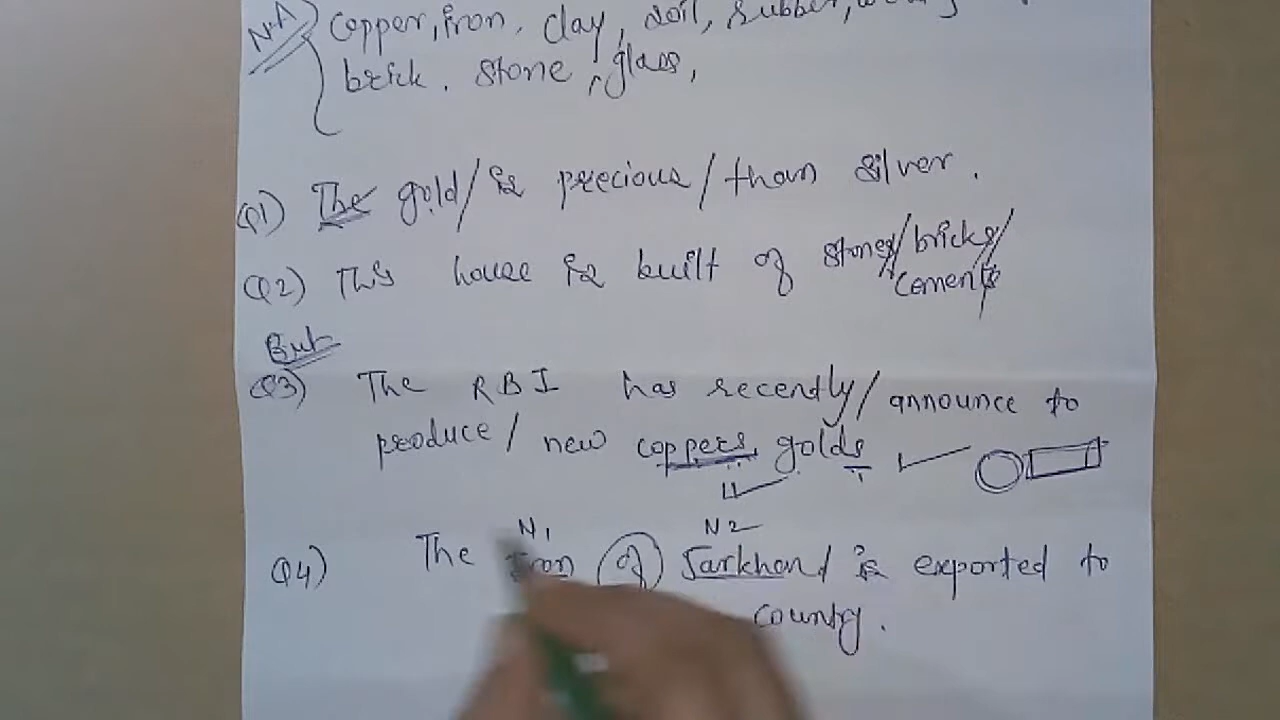 N.A) copper, iron, clay, soil, rubber,
brick. stone, glass,
Q1) The gold / is precious / than silver.
Q2) This house is built of stones/ bricks/
cements
But
Q3) The RBI has recently / announce to
produce / new coppers, golds
N1 N2
Q4) The Iron of Jarkhand is exported to
country.